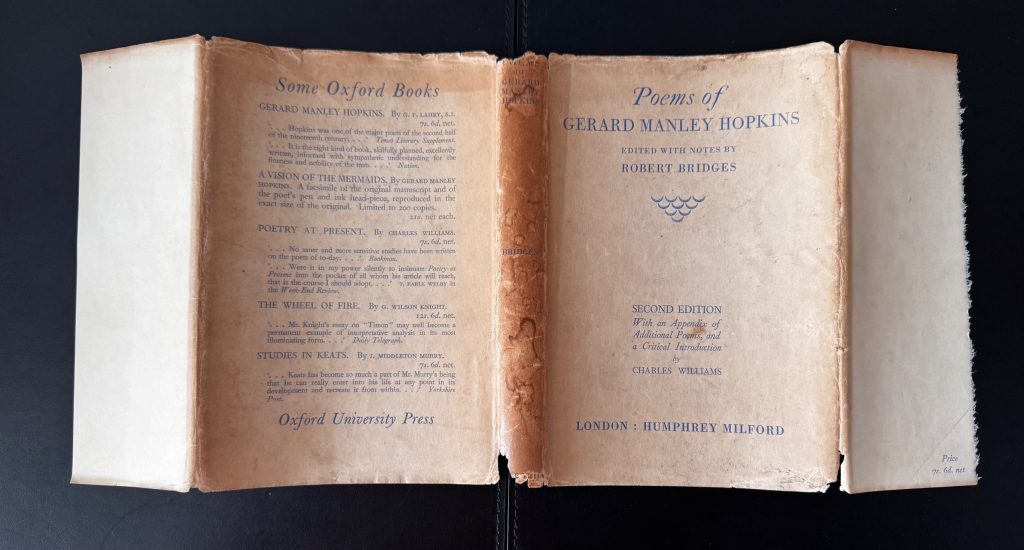 Some Oxford Books
GERARD MANLEY HOPKINS. By G. F. LAHEY, S.J.
7s. 6d. net.
'. . . Hopkins was one of the major poets of the second half
of the nineteenth century. . . .' Times Literary Supplement.
'. . . It is the right kind of book, skilfully planned, excellently
written, informed with sympathetic understanding for the
fineness and nobility of the man. . . .' Nation.
A VISION OF THE MERMAIDS. By GERARD MANLEY
HOPKINS. A facsimile of the original manuscript and of
the poet's pen and ink head-piece, reproduced in the
exact size of the original. Limited to 200 copies.
21s. net each.
POETRY AT PRESENT. By CHARLES WILLIAMS.
7s. 6d. net.
'. . . No saner and more sensitive studies have been written
on the poets of to-day. . . .' Bookman.
'. . . Were it in my power silently to insinuate Poetry at
Present into the pocket of all whom his article will reach,
that is the course I should adopt. . . .' T. EARLE WELBY in
the Week-End Review.
THE WHEEL OF FIRE. By G. WILSON KNIGHT.
12s. 6d. net.
'. . . Mr. Knight's essay on "Timon" may well become a
permanent example of interpretative analysis in its most
illuminating form. . . .' Daily Telegraph.
STUDIES IN KEATS. By J. MIDDLETON MURRY.
7s. 6d. net.
'. . . Keats has become so much a part of Mr. Murry's being
that he can really enter into his life at any point in its
development and recreate it from within. . . .' Yorkshire
Post.
Oxford University Press
OF
GERARD
MANLEY
HOPKINS
BRIDGES
Poems of
GERARD MANLEY HOPKINS
EDITED WITH NOTES BY
ROBERT BRIDGES
SECOND EDITION
With an Appendix of
Additional Poems, and
a Critical Introduction
by
CHARLES WILLIAMS
LONDON : HUMPHREY MILFORD
Price
7s. 6d. net